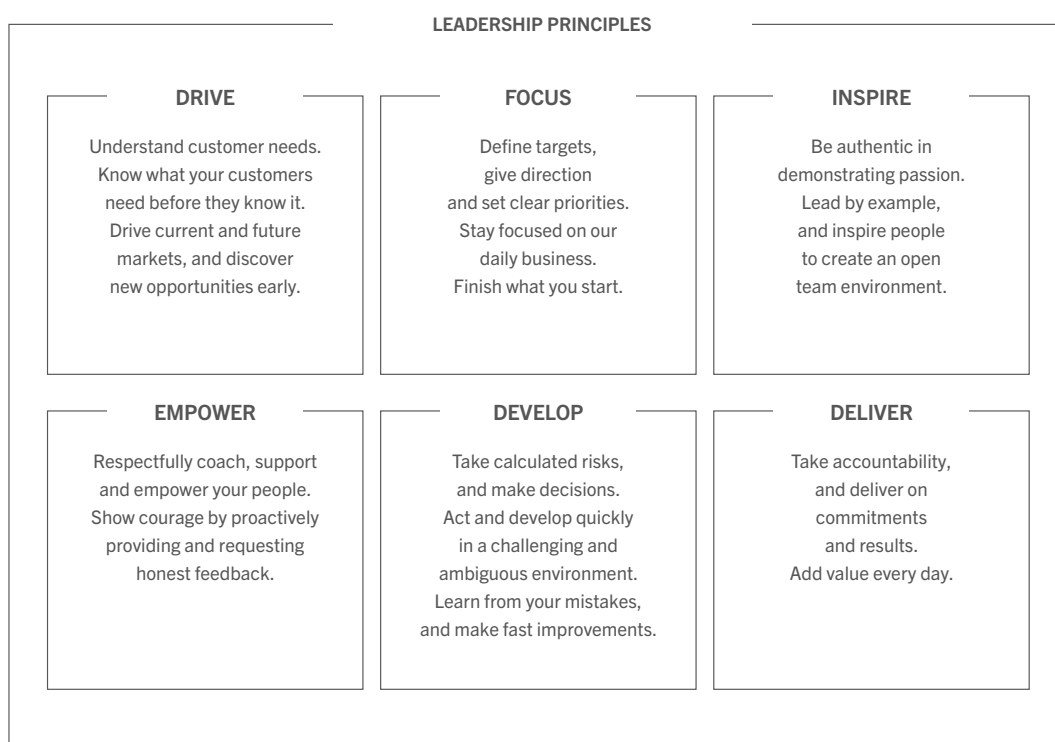 LEADERSHIP PRINCIPLES
DRIVE
Understand customer needs.
Know what your customers
need before they know it.
Drive current and future
markets, and discover
new opportunities early.
FOCUS
Define targets,
give direction
and set clear priorities.
Stay focused on our
daily business.
Finish what you start.
INSPIRE
Be authentic in
demonstrating passion.
Lead by example,
and inspire people
to create an open
team environment.
EMPOWER
Respectfully coach, support
and empower your people.
Show courage by proactively
providing and requesting
honest feedback.
DEVELOP
Take calculated risks,
and make decisions.
Act and develop quickly
in a challenging and
ambiguous environment.
Learn from your mistakes,
and make fast improvements.
DELIVER
Take accountability,
and deliver on
commitments
and results.
Add value every day.